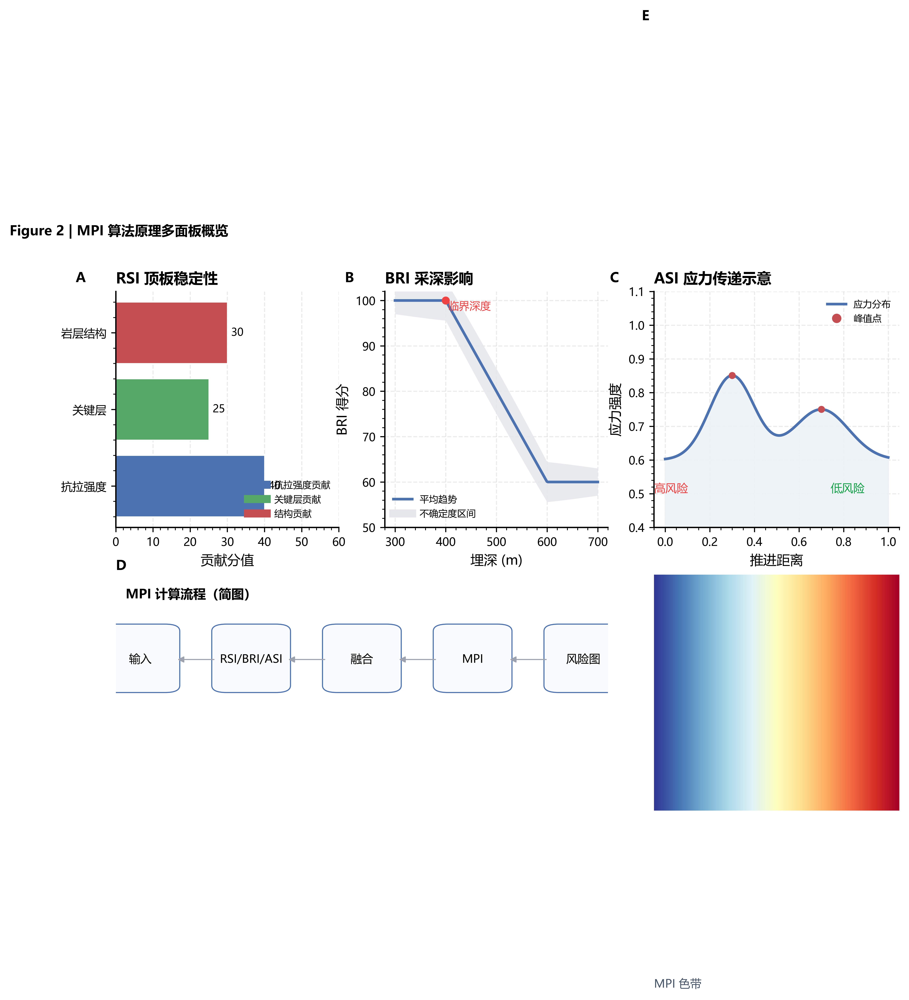 E
Figure 2 | MPI 算法原理多面板概览
A
RSI 顶板稳定性
岩层结构
关键层
抗拉强度
30
25
40
抗拉强度贡献
关键层贡献
结构贡献
0 10 20 30 40 50 60
贡献分值
B
BRI 采深影响
BRI 得分
100
90
80
70
60
50
临界深度
平均趋势
不确定度区间
300 400 500 600 700
埋深 (m)
C
ASI 应力传递示意
应力强度
1.1
1.0
0.9
0.8
0.7
0.6
0.5
0.4
应力分布
峰值点
高风险
低风险
0.0 0.2 0.4 0.6 0.8 1.0
推进距离
D
MPI 计算流程（简图）
输入
RSI/BRI/ASI
融合
MPI
风险图
MPI 色带